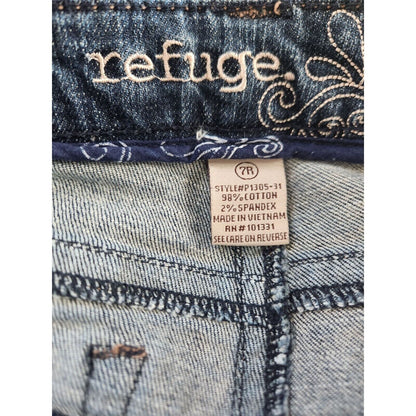 refuge.
7R
STYLE#P1305-31
98% COTTON
2% SPANDEX
MADE IN VIETNAM
RN#101331
SEE CARE ON REVERSE